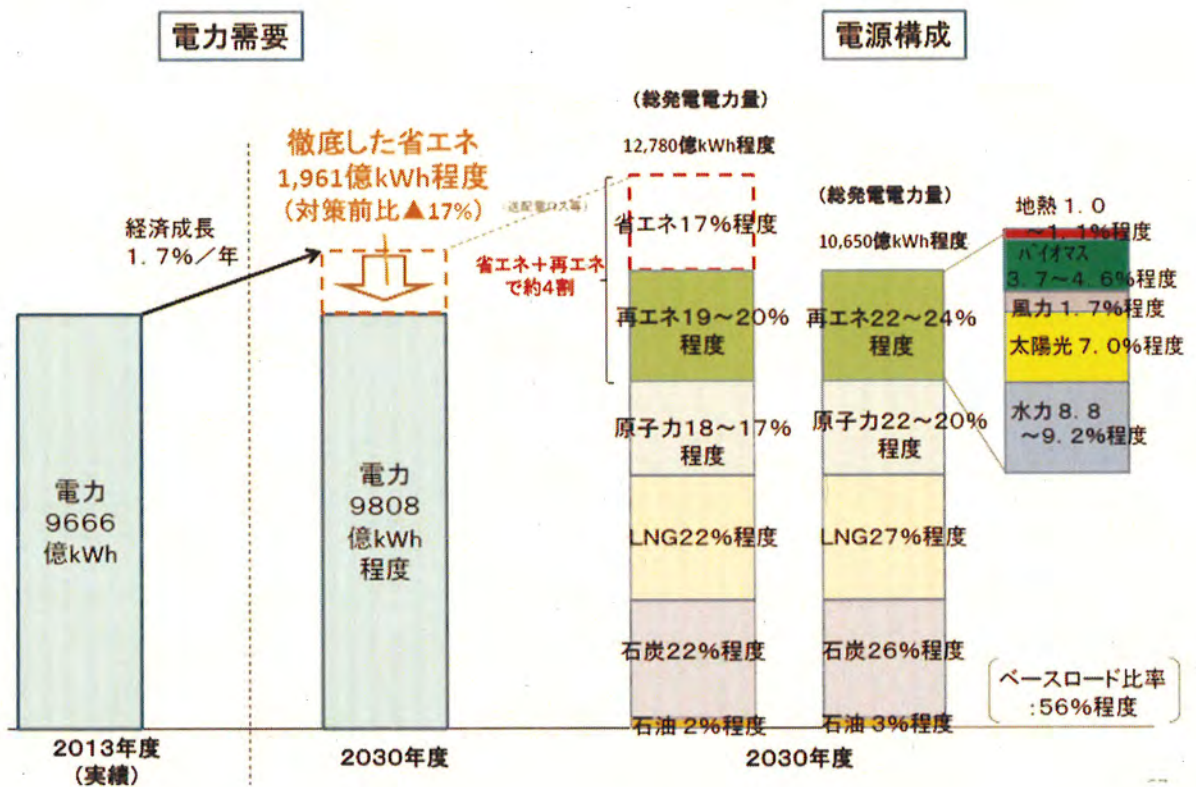 電力需要
電源構成
(総発電電力量)
12,780億kWh程度
徹底した省エネ
1,961億kWh程度
(対策前比▲17%)
(送配電ロス等)
経済成長
1.7%/年
省エネ17%程度
省エネ+再エネ
で約4割
(総発電電力量)
10,650億kWh程度
地熱1.0
~1.1%程度
バイオマス
3.7~4.6%程度
風力1.7%程度
太陽光7.0%程度
水力8.8
~9.2%程度
再エネ19~20%
程度
再エネ22~24%
程度
原子力18~17%
程度
原子力22~20%
程度
電力
9666
億kWh
電力
9808
億kWh
程度
LNG22%程度
LNG27%程度
石炭22%程度
石炭26%程度
石油2%程度
石油3%程度
ベースロード比率
:56%程度
2013年度
(実績)
2030年度
2030年度